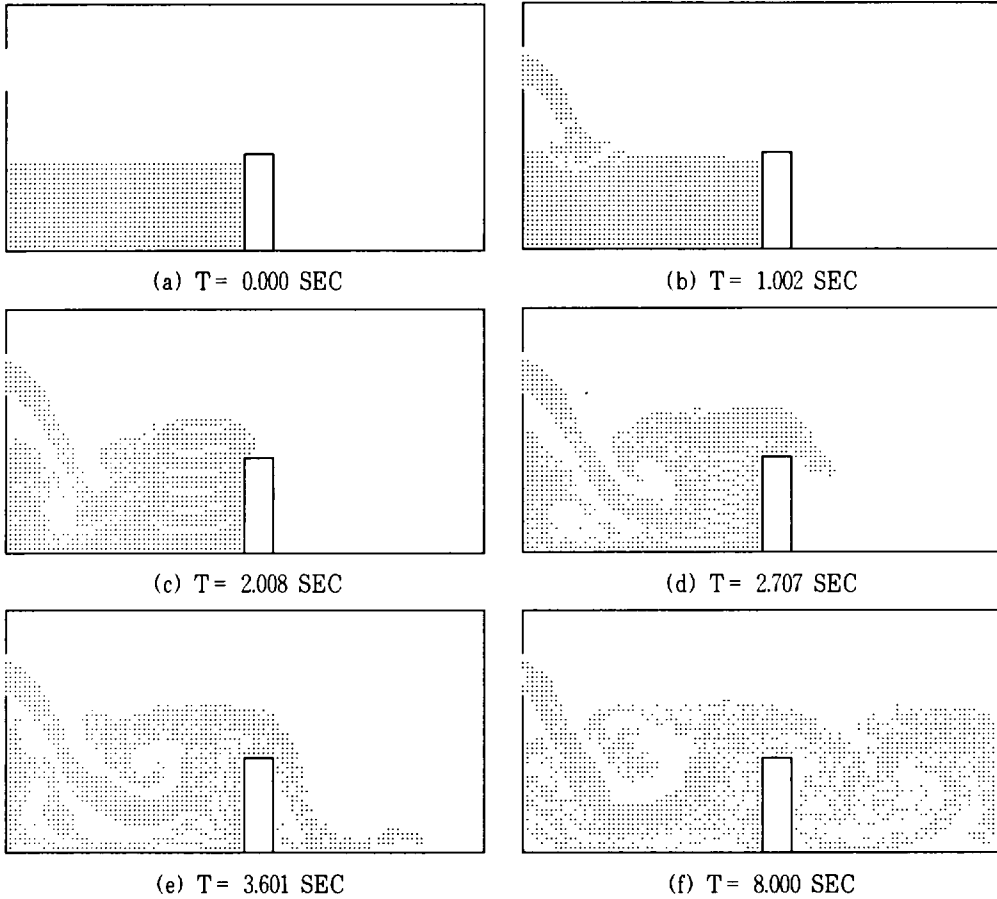 (a) T= 0.000 SEC
(b) T= 1.002 SEC
(c) T= 2.008 SEC
(d) T= 2.707 SEC
(e) T= 3.601 SEC
(f) T= 8.000 SEC